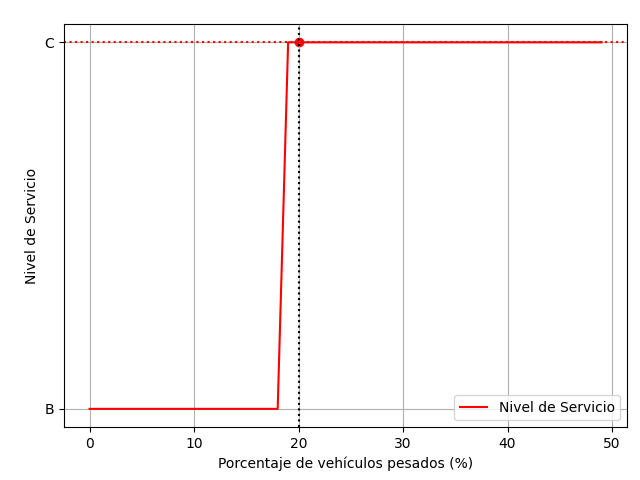 C
Nivel de Servicio
B
Nivel de Servicio
0 10 20 30 40 50
Porcentaje de vehículos pesados (%)